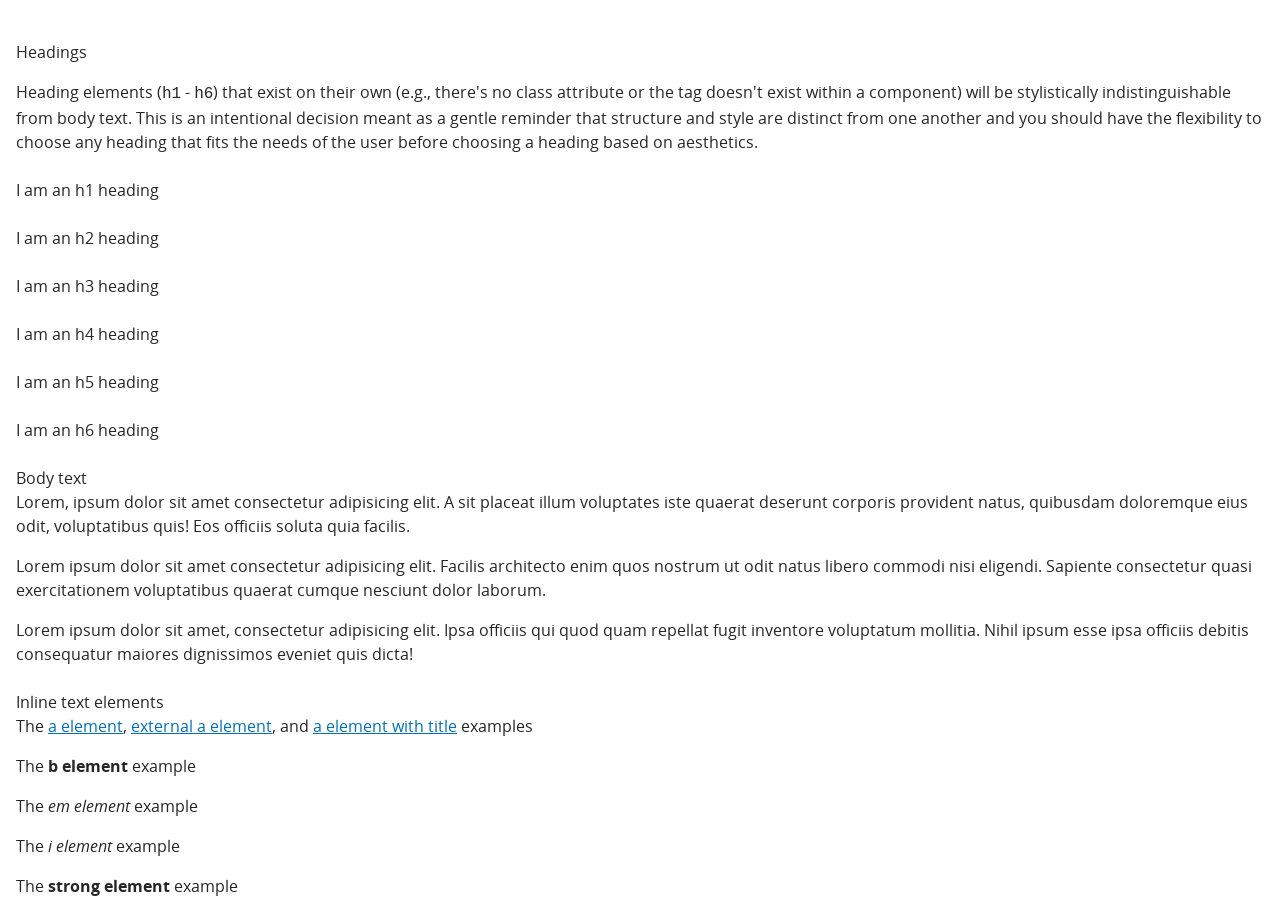 Headings
Heading elements (h1 - h6) that exist on their own (e.g., there's no class attribute or the tag doesn't exist within a component) will be stylistically indistinguishable
from body text. This is an intentional decision meant as a gentle reminder that structure and style are distinct from one another and you should have the flexibility to
choose any heading that fits the needs of the user before choosing a heading based on aesthetics.
I am an h1 heading
I am an h2 heading
I am an h3 heading
I am an h4 heading
I am an h5 heading
I am an h6 heading
Body text
Lorem, ipsum dolor sit amet consectetur adipisicing elit. A sit placeat illum voluptates iste quaerat deserunt corporis provident natus, quibusdam doloremque eius
odit, voluptatibus quis! Eos officiis soluta quia facilis.
Lorem ipsum dolor sit amet consectetur adipisicing elit. Facilis architecto enim quos nostrum ut odit natus libero commodi nisi eligendi. Sapiente consectetur quasi
exercitationem voluptatibus quaerat cumque nesciunt dolor laborum.
Lorem ipsum dolor sit amet, consectetur adipisicing elit. Ipsa officiis qui quod quam repellat fugit inventore voluptatum mollitia. Nihil ipsum esse ipsa officiis debitis
consequatur maiores dignissimos eveniet quis dicta!
Inline text elements
The a element, external a element, and a element with title examples
The b element example
The em element example
The i element example
The strong element example